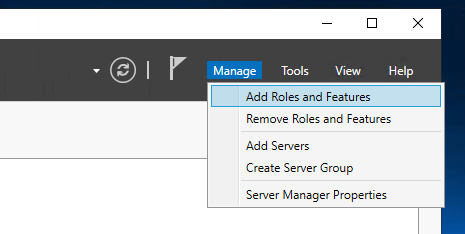 Manage Tools View Help
Add Roles and Features
Remove Roles and Features
Add Servers
Create Server Group
Server Manager Properties